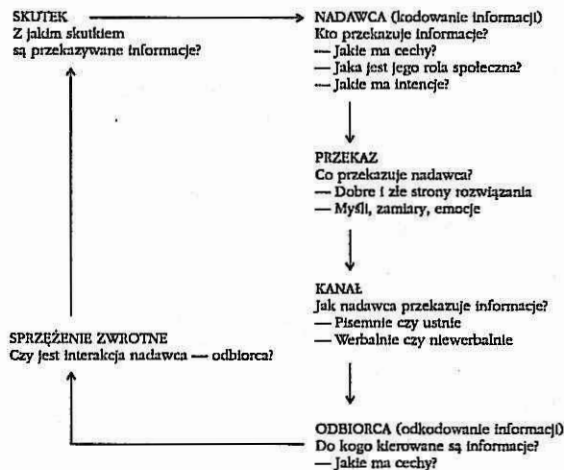 SKUTEK
Z jakim skutkiem
są przekazywane informacje?
NADAWCA (kodowanie informacji)
Kto przekazuje informacje?
— Jakie ma cechy?
— Jaka jest jego rola społeczna?
— Jakie ma intencje?
PRZEKAZ
Co przekazuje nadawca?
— Dobre i złe strony rozwiązania
— Myśli, zamiary, emocje
KANAŁ
Jak nadawca przekazuje informacje?
— Pisemnie czy ustnie
— Werbalnie czy niewerbalnie
SPRZĘŻENIE ZWROTNE
Czy jest interakcja nadawca — odbiorca?
ODBIORCA (odkodowanie informacji)
Do kogo kierowane są informacje?
— Jakie ma cechy?